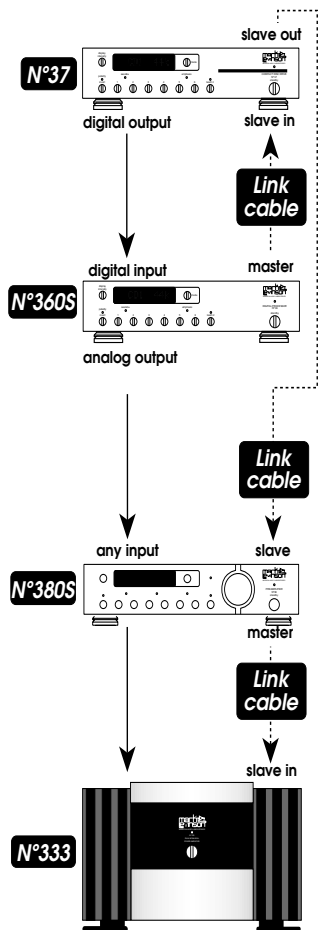 slave out
N°37
digital output
slave in
Link
cable
digital input
master
N°360S
analog output
Link
cable
any input
slave
N°380S
master
Link
cable
slave in
N°333